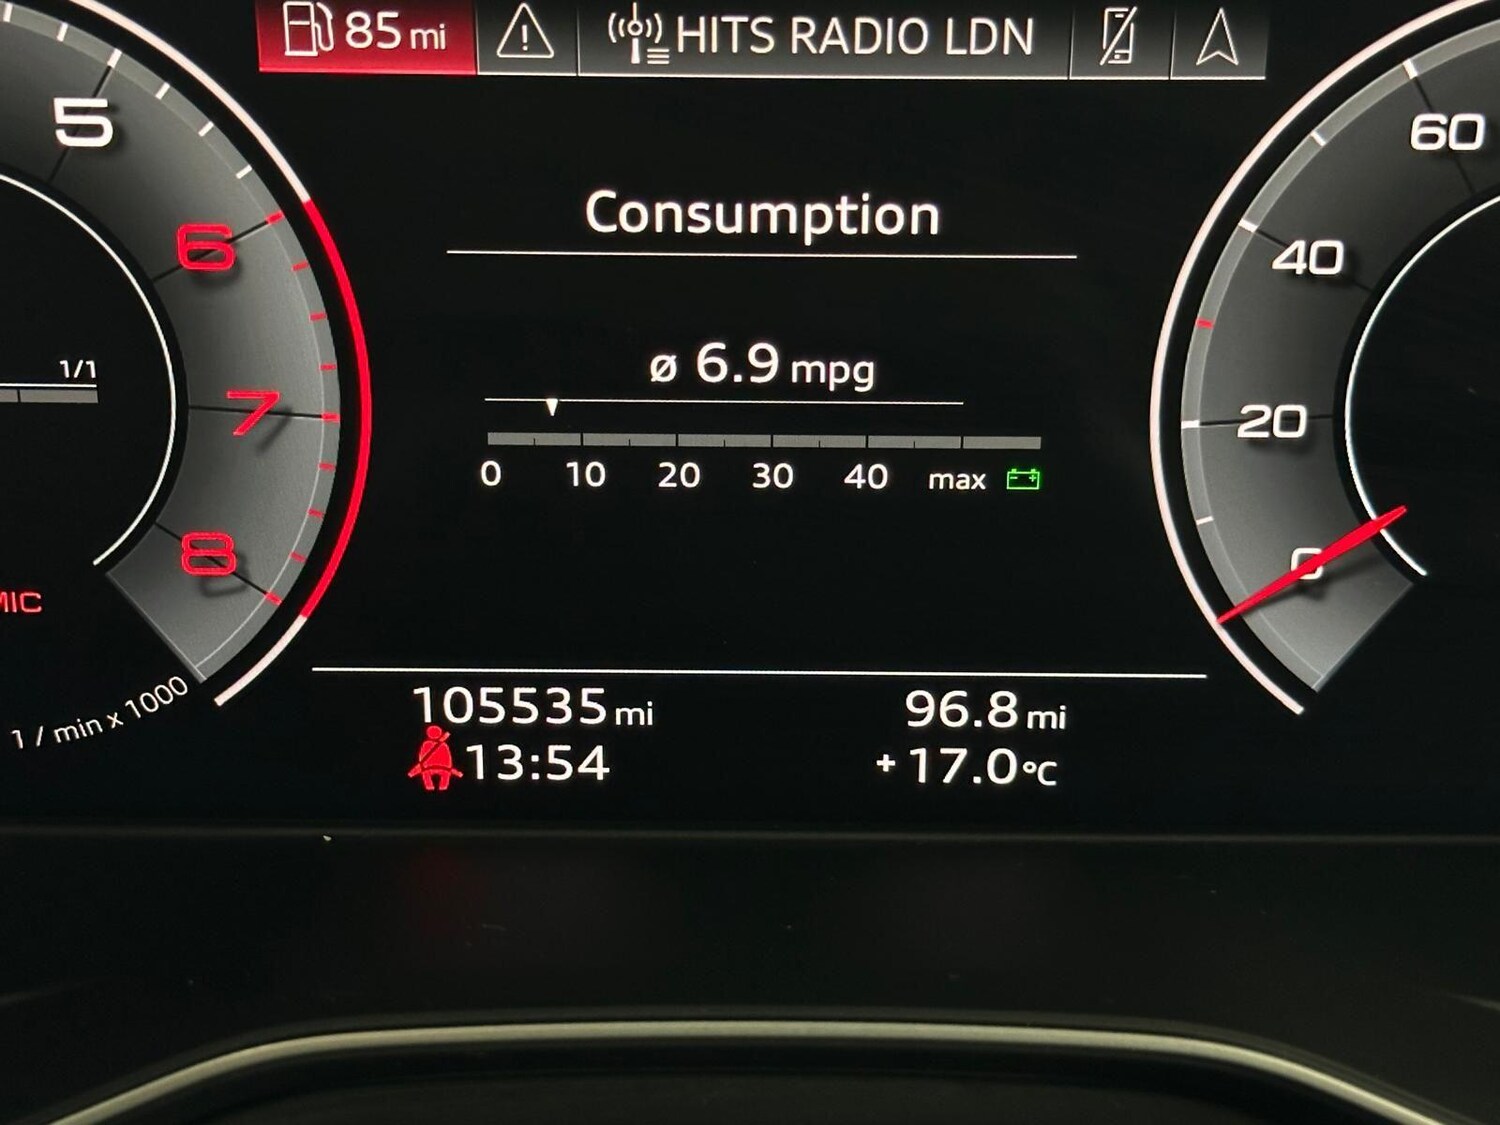 85 mi
HITS RADIO LDN
5
6
7
8
1/1
1 / min x 1000
Consumption
ø 6.9 mpg
0 10 20 30 40 max
60
40
20
0
105535 mi 96.8 mi
13:54 +17.0°C